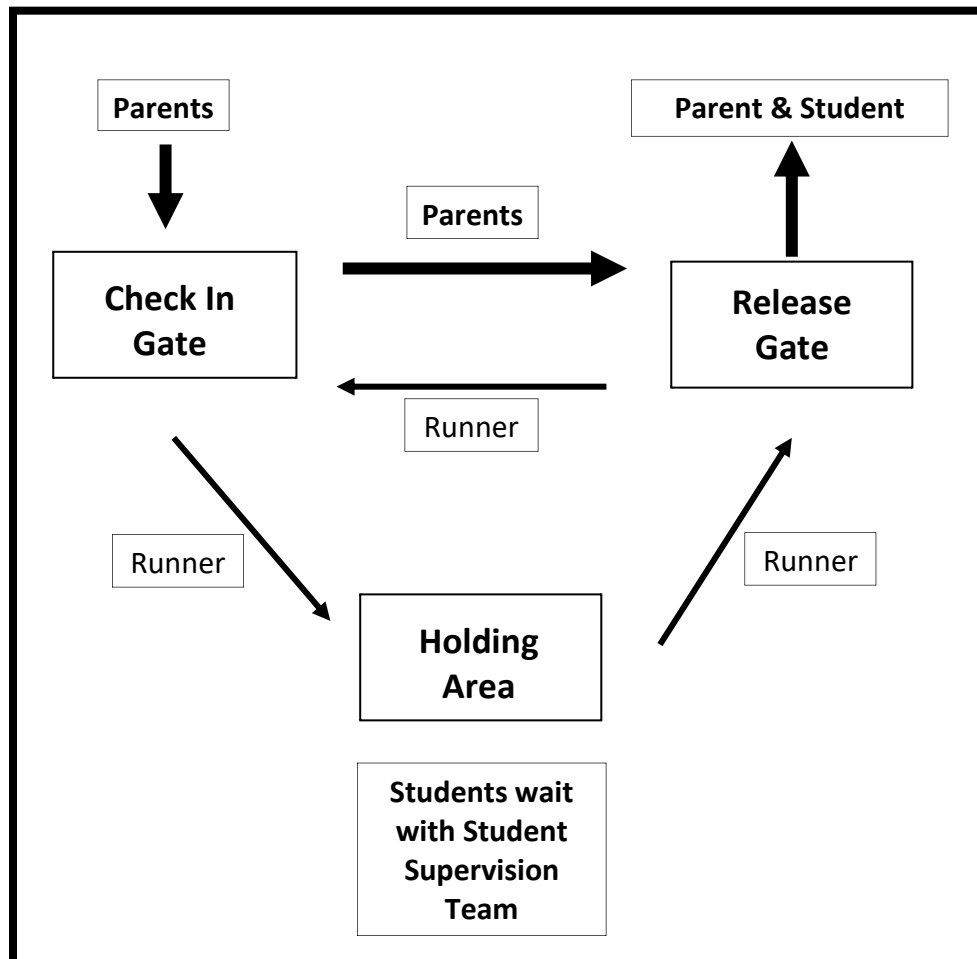 Parents
Parent & Student
Parents
Check In
Gate
Release
Gate
Runner
Runner
Runner
Holding
Area
Students wait
with Student
Supervision
Team